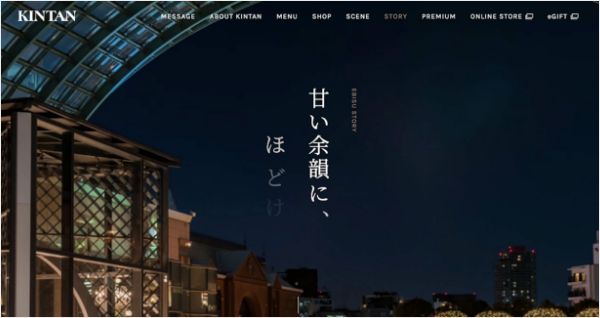 KINTAN
MESSAGE
ABOUT KINTAN
MENU
SHOP
SCENE
STORY
PREMIUM
ONLINE STORE
eGIFT
EBISU STORY
甘い余韻に、
ほどけ